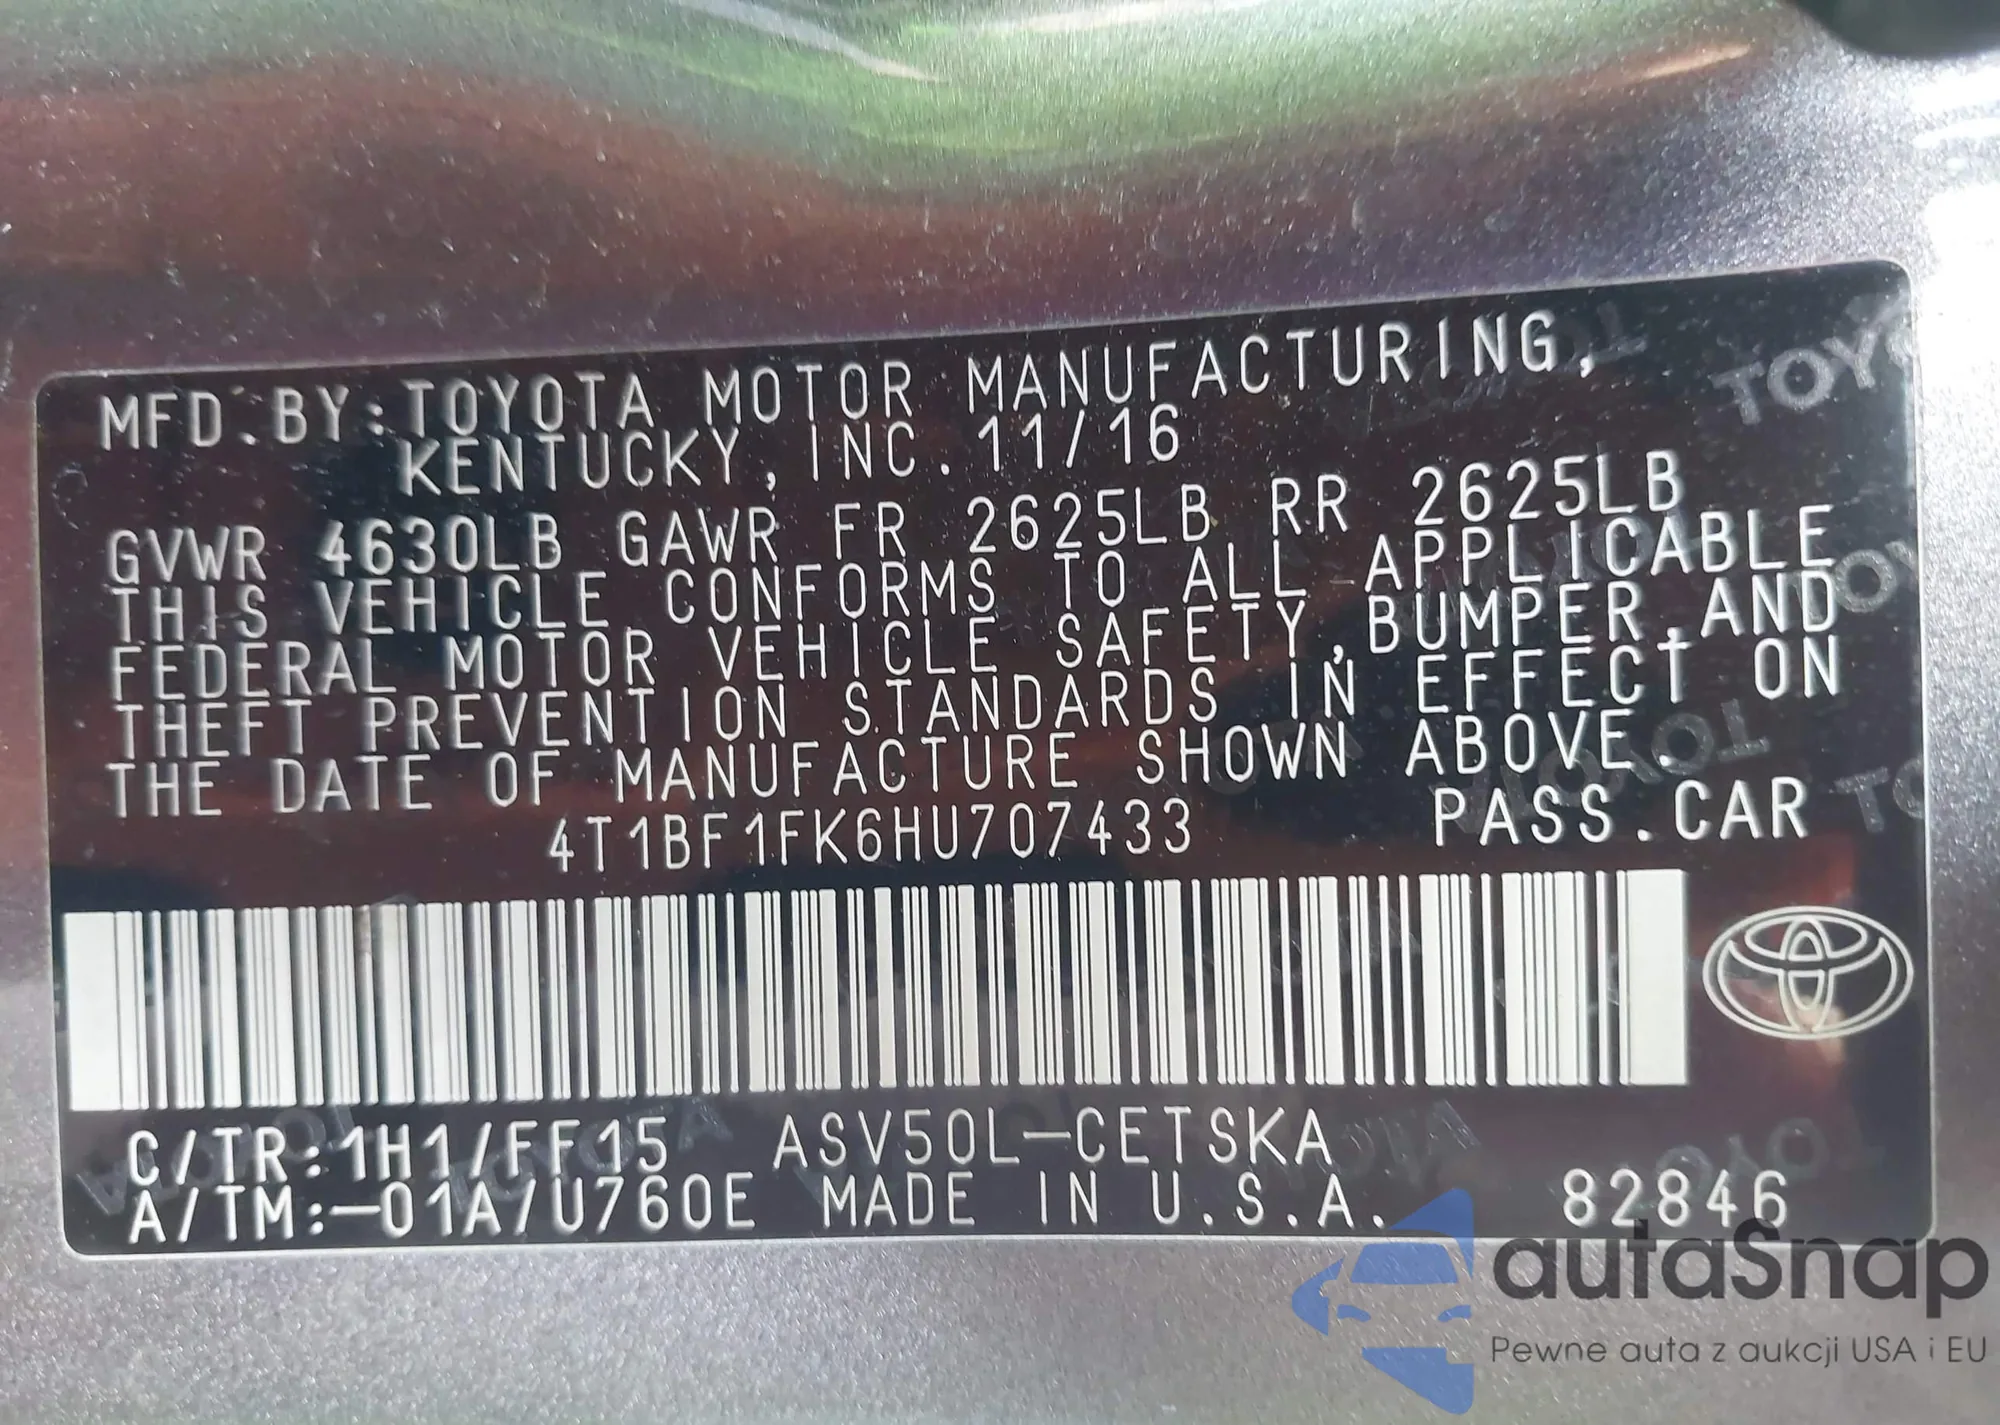 MFD.BY:TOYOTA MOTOR MANUFACTURING,
KENTUCKY, INC. 11/16
GVWR 4630LB GAWR FR 2625LB RR 2625LB
THIS VEHICLE CONFORMS TO ALL APPLICABLE
FEDERAL MOTOR VEHICLE SAFETY, BUMPER, AND
THEFT PREVENTION STANDARDS IN EFFECT ON
THE DATE OF MANUFACTURE SHOWN ABOVE.
4T1BF1FK6HU707433 PASS.CAR
C/TR:1H1/FF15 ASV50L-CETSKA
A/TM:-01A/U760E MADE IN U.S.A. 82846
autaSnap
Pewne auta z aukcji USA i EU